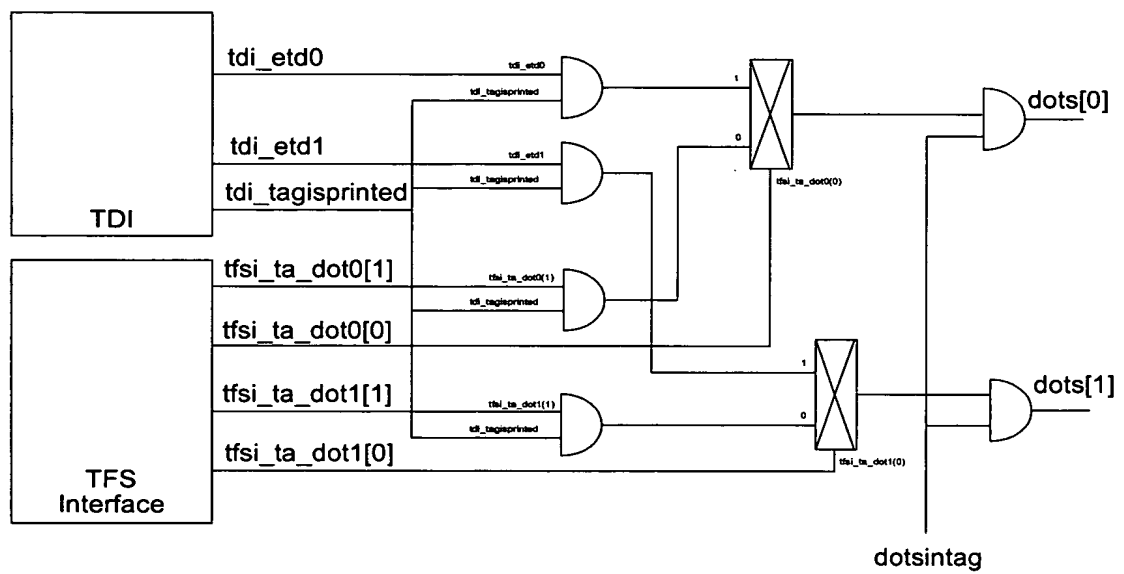 tdi_etd0
tdi_etd0
tdi_tagisprinted
1
dots[0]
tdi_etd1
tdi_etd1
0
tdi_tagisprinted
tdi_tagisprinted
tfsi_ta_dot0(0)
TDI
tfsi_ta_dot0[1]
tfsi_ta_dot0(1)
tdi_tagisprinted
tfsi_ta_dot0[0]
1
dots[1]
tfsi_ta_dot1[1]
tfsi_ta_dot1(1)
0
tdi_tagisprinted
tfsi_ta_dot1[0]
tfsi_ta_dot1(0)
TFS
Interface
dotsintag